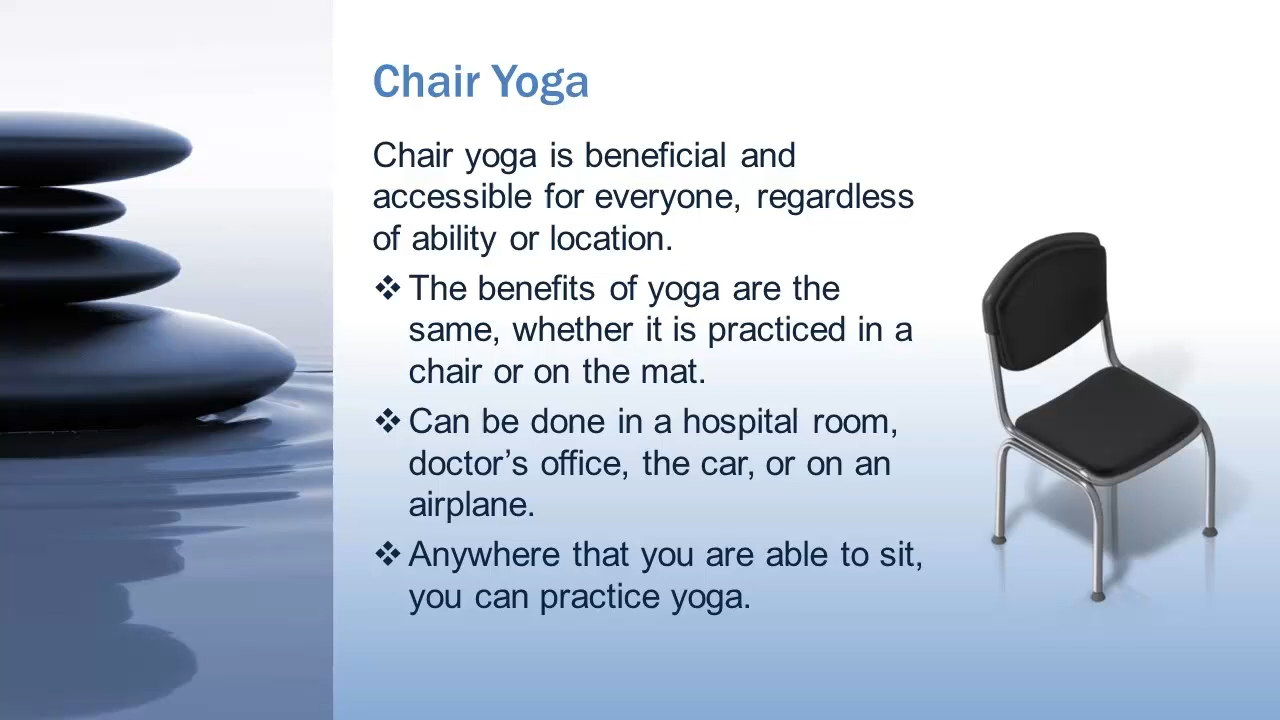 Chair Yoga
Chair yoga is beneficial and
accessible for everyone, regardless
of ability or location.
❖ The benefits of yoga are the
same, whether it is practiced in a
chair or on the mat.
❖ Can be done in a hospital room,
doctor’s office, the car, or on an
airplane.
❖ Anywhere that you are able to sit,
you can practice yoga.